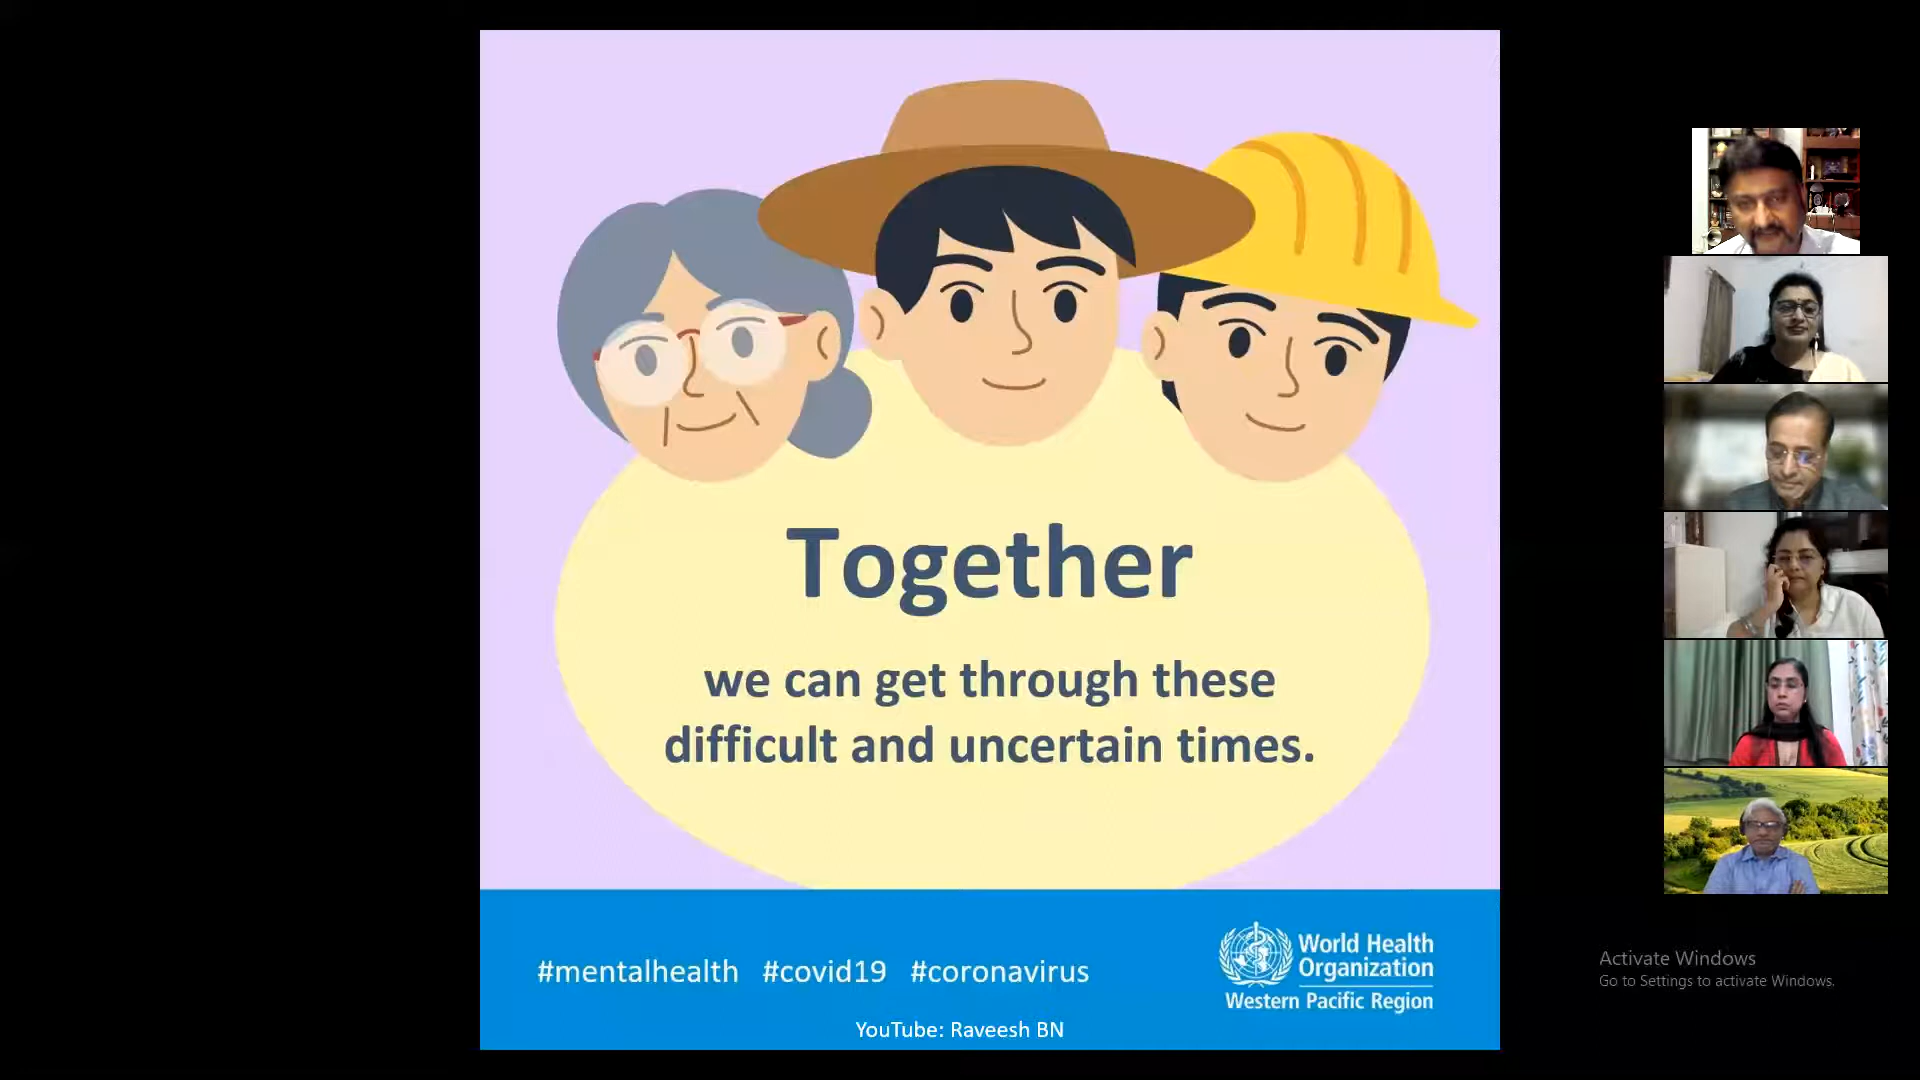 Together
we can get through these
difficult and uncertain times.
#mentalhealth #covid19 #coronavirus
World Health
Organization
Western Pacific Region
YouTube: Raveesh BN
Activate Windows
Go to Settings to activate Windows.